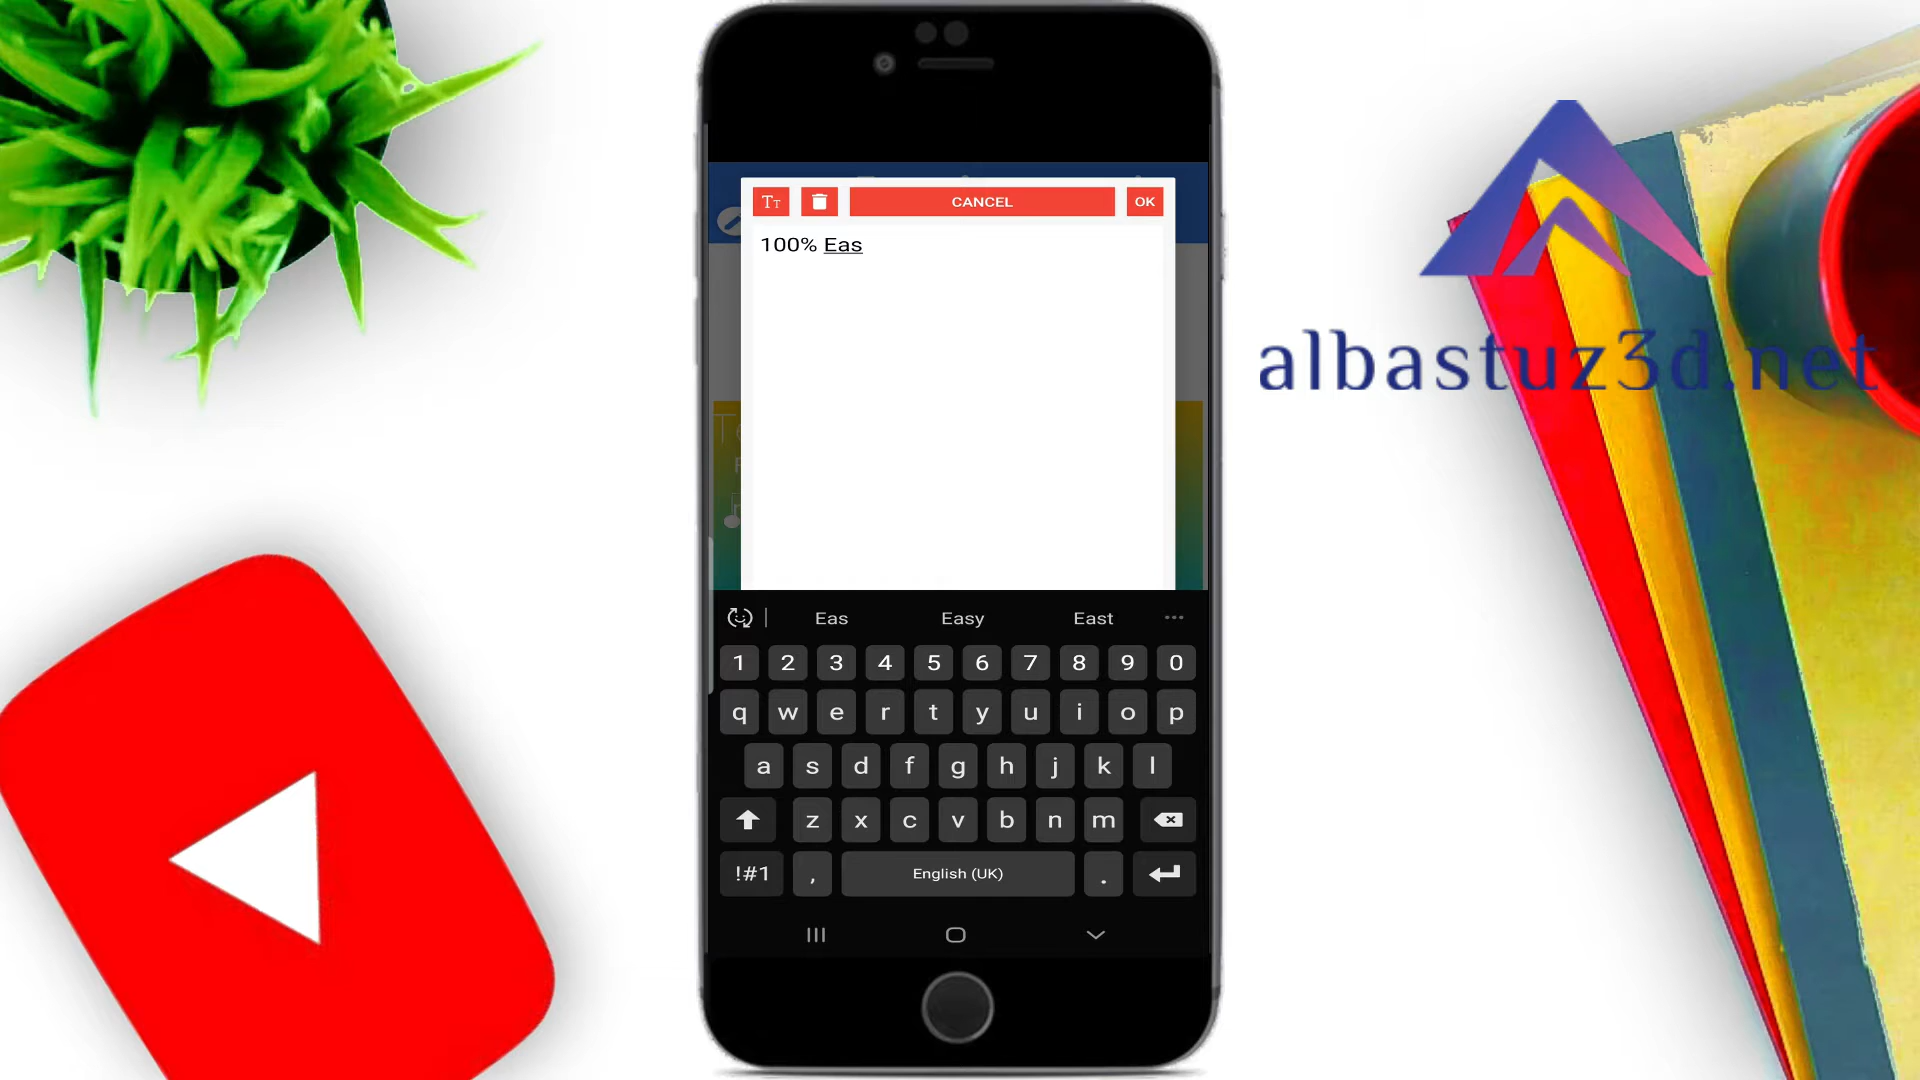 Tт
CANCEL
OK
100% Eas
albastuz3d.net
Eas Easy East
1 2 3 4 5 6 7 8 9 0
q w e r t y u i o p
a s d f g h j k l
z x c v b n m
!#1 , English (UK) .